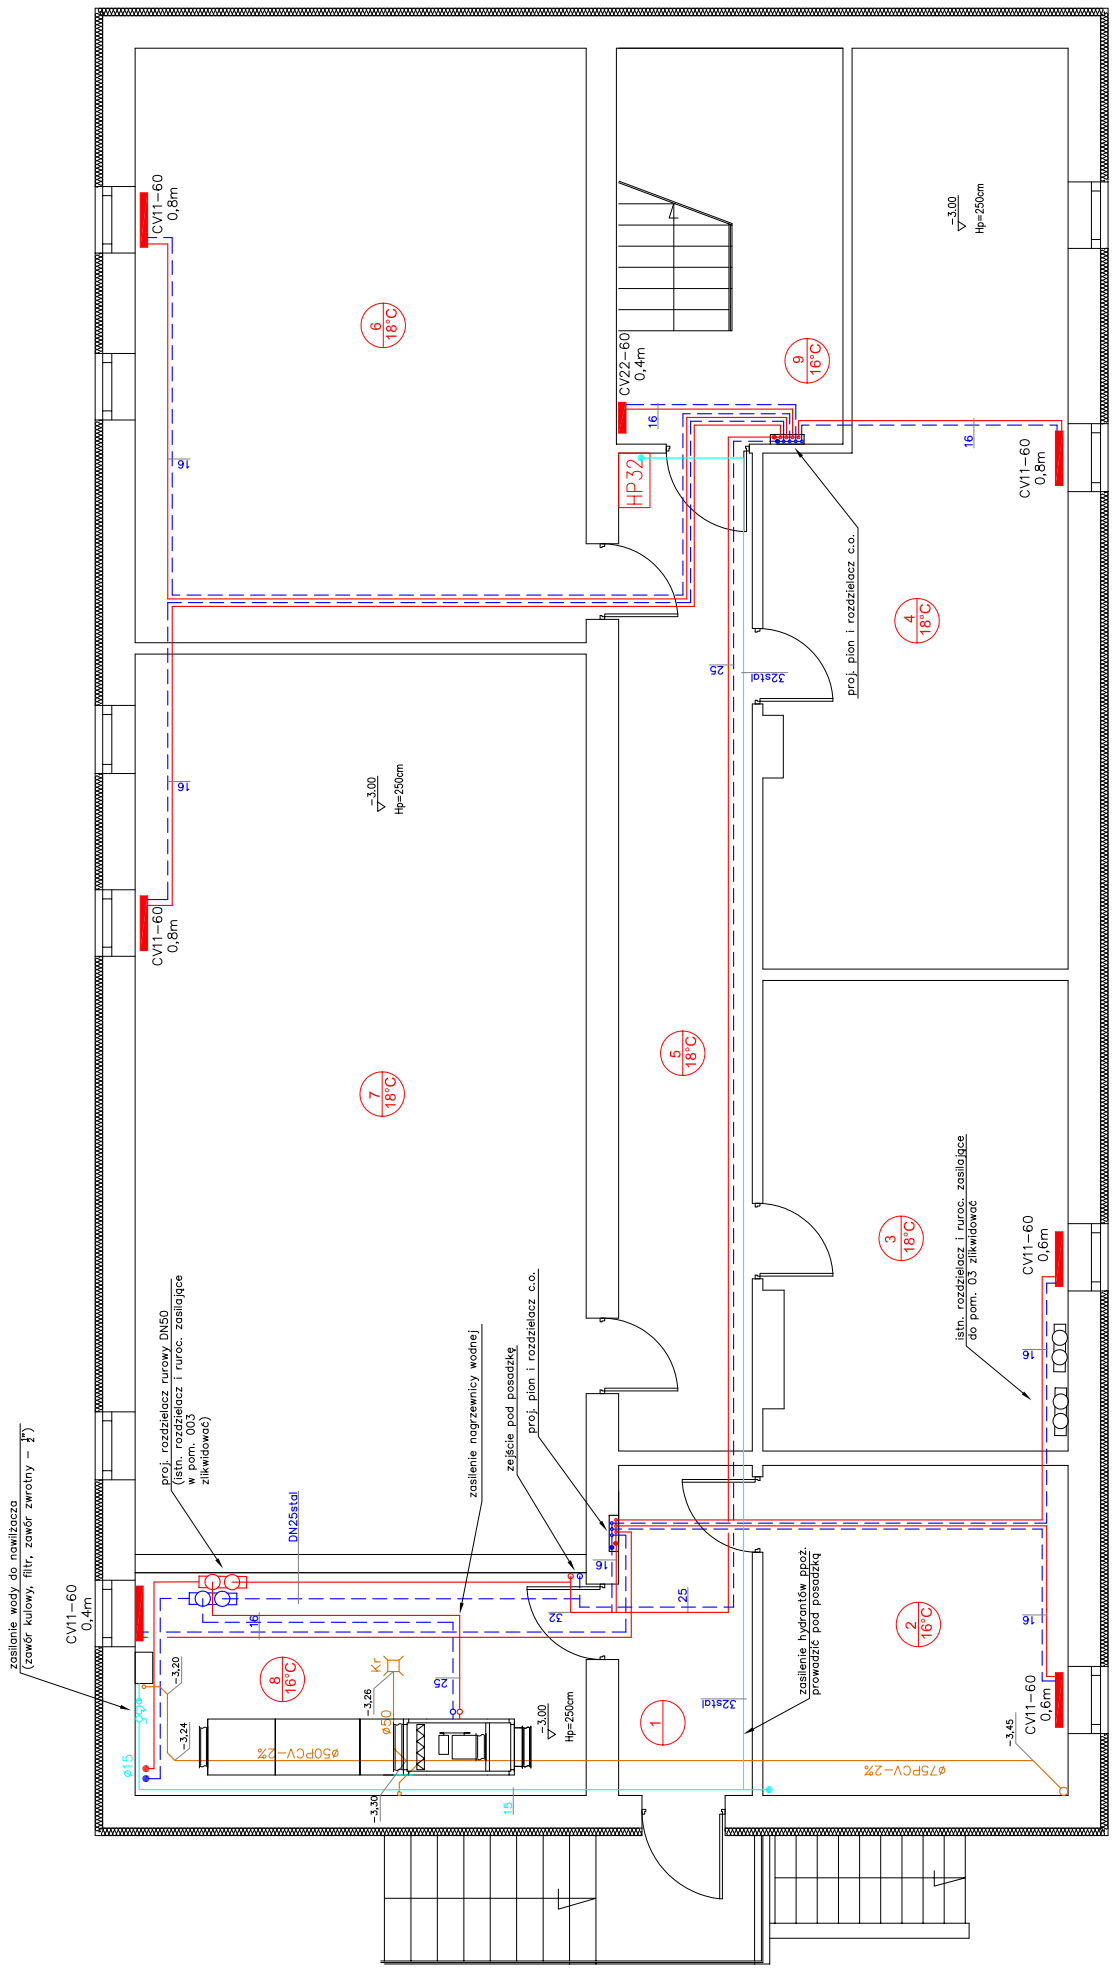 zasilanie wody do nawilżacza
(zawór kulowy, filtr, zawór zwrotny – ½")
CV11-60
0,4m
proj. rozdzielacz rurowy DN50
(istn. rozdzielacz i ruroc. zasilające
w pom. 003
zlikwidować)
DN25stal
zasilenie nagrzewnicy wodnej
zejście pod posadzkę
proj. pion i rozdzielacz c.o.
CV11-60
0,8m
CV11-60
0,8m
16
16
-3.00
Hp=250cm
7
18°C
6
18°C
CV22-60
0,4m
16
HP32
9
16°C
-3.00
Hp=250cm
16
CV11-60
0,8m
proj. pion i rozdzielacz c.o.
4
18°C
25
32stal
5
18°C
3
18°C
istn. rozdzielacz i ruroc. zasilające
do pom. 03 zlikwidować
CV11-60
0,6m
16
16
32
25
16
8
16°C
-3,20
-3,24
ø15
ø50PCV-2%
Kr
-3,26
ø50
25
-3,30
-3.00
Hp=250cm
15
1
32stal
zasilenie hydrantów ppoż.
prowadzić pod posadzką
2
16°C
16
CV11-60
0,6m
-3,45
ø75PCV-2%